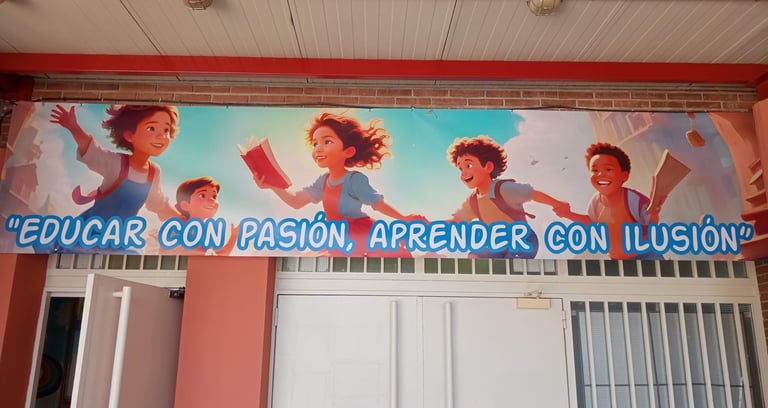 "EDUCAR CON PASIÓN, APRENDER CON ILUSIÓN"